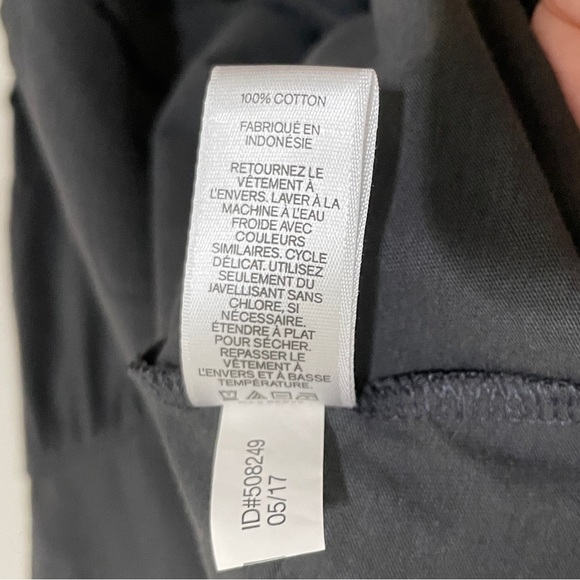 100% COTTON
FABRIQUÉ EN
INDONÉSIE
RETOURNEZ LE
VÊTEMENT À
L'ENVERS. LAVER À LA
MACHINE À L'EAU
FROIDE AVEC
COULEURS
SIMILAIRES. CYCLE
DÉLICAT. UTILISEZ
SEULEMENT DU
JAVELLISANT SANS
CHLORE, SI
NÉCESSAIRE.
ÉTENDRE À PLAT
POUR SÉCHER.
REPASSER LE
VÊTEMENT À
L'ENVERS ET À BASSE
TEMPÉRATURE.
ID#508249
05/17